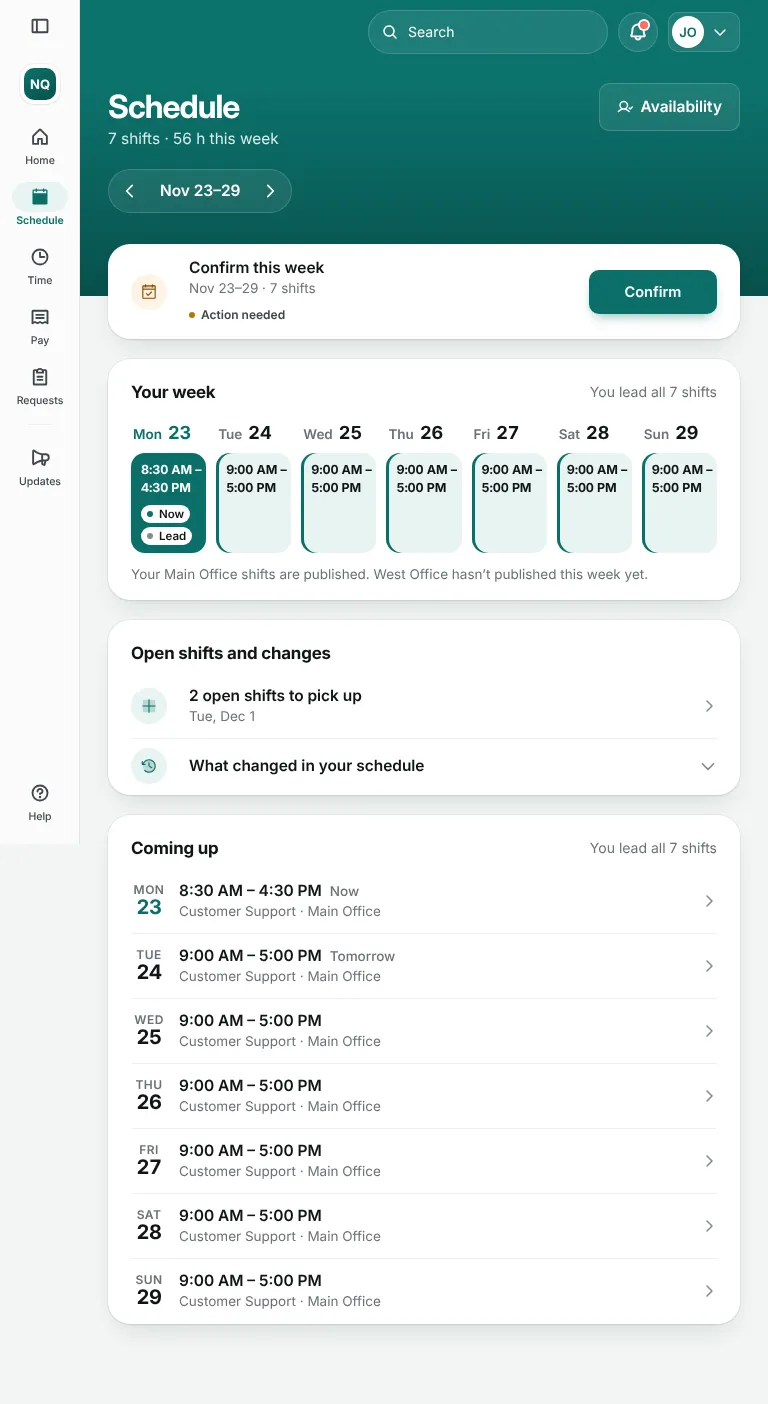 Search
JO
NQ
Home
Schedule
Time
Pay
Requests
Updates
Help
Schedule
7 shifts · 56 h this week
Availability
Nov 23–29
Confirm this week
Nov 23–29 · 7 shifts
Action needed
Confirm
Your week
You lead all 7 shifts
Mon 23
8:30 AM –
4:30 PM
Now
Lead
Tue 24
9:00 AM –
5:00 PM
Wed 25
9:00 AM –
5:00 PM
Thu 26
9:00 AM –
5:00 PM
Fri 27
9:00 AM –
5:00 PM
Sat 28
9:00 AM –
5:00 PM
Sun 29
9:00 AM –
5:00 PM
Your Main Office shifts are published. West Office hasn’t published this week yet.
Open shifts and changes
2 open shifts to pick up
Tue, Dec 1
What changed in your schedule
Coming up
You lead all 7 shifts
MON
23
8:30 AM – 4:30 PM Now
Customer Support · Main Office
TUE
24
9:00 AM – 5:00 PM Tomorrow
Customer Support · Main Office
WED
25
9:00 AM – 5:00 PM
Customer Support · Main Office
THU
26
9:00 AM – 5:00 PM
Customer Support · Main Office
FRI
27
9:00 AM – 5:00 PM
Customer Support · Main Office
SAT
28
9:00 AM – 5:00 PM
Customer Support · Main Office
SUN
29
9:00 AM – 5:00 PM
Customer Support · Main Office